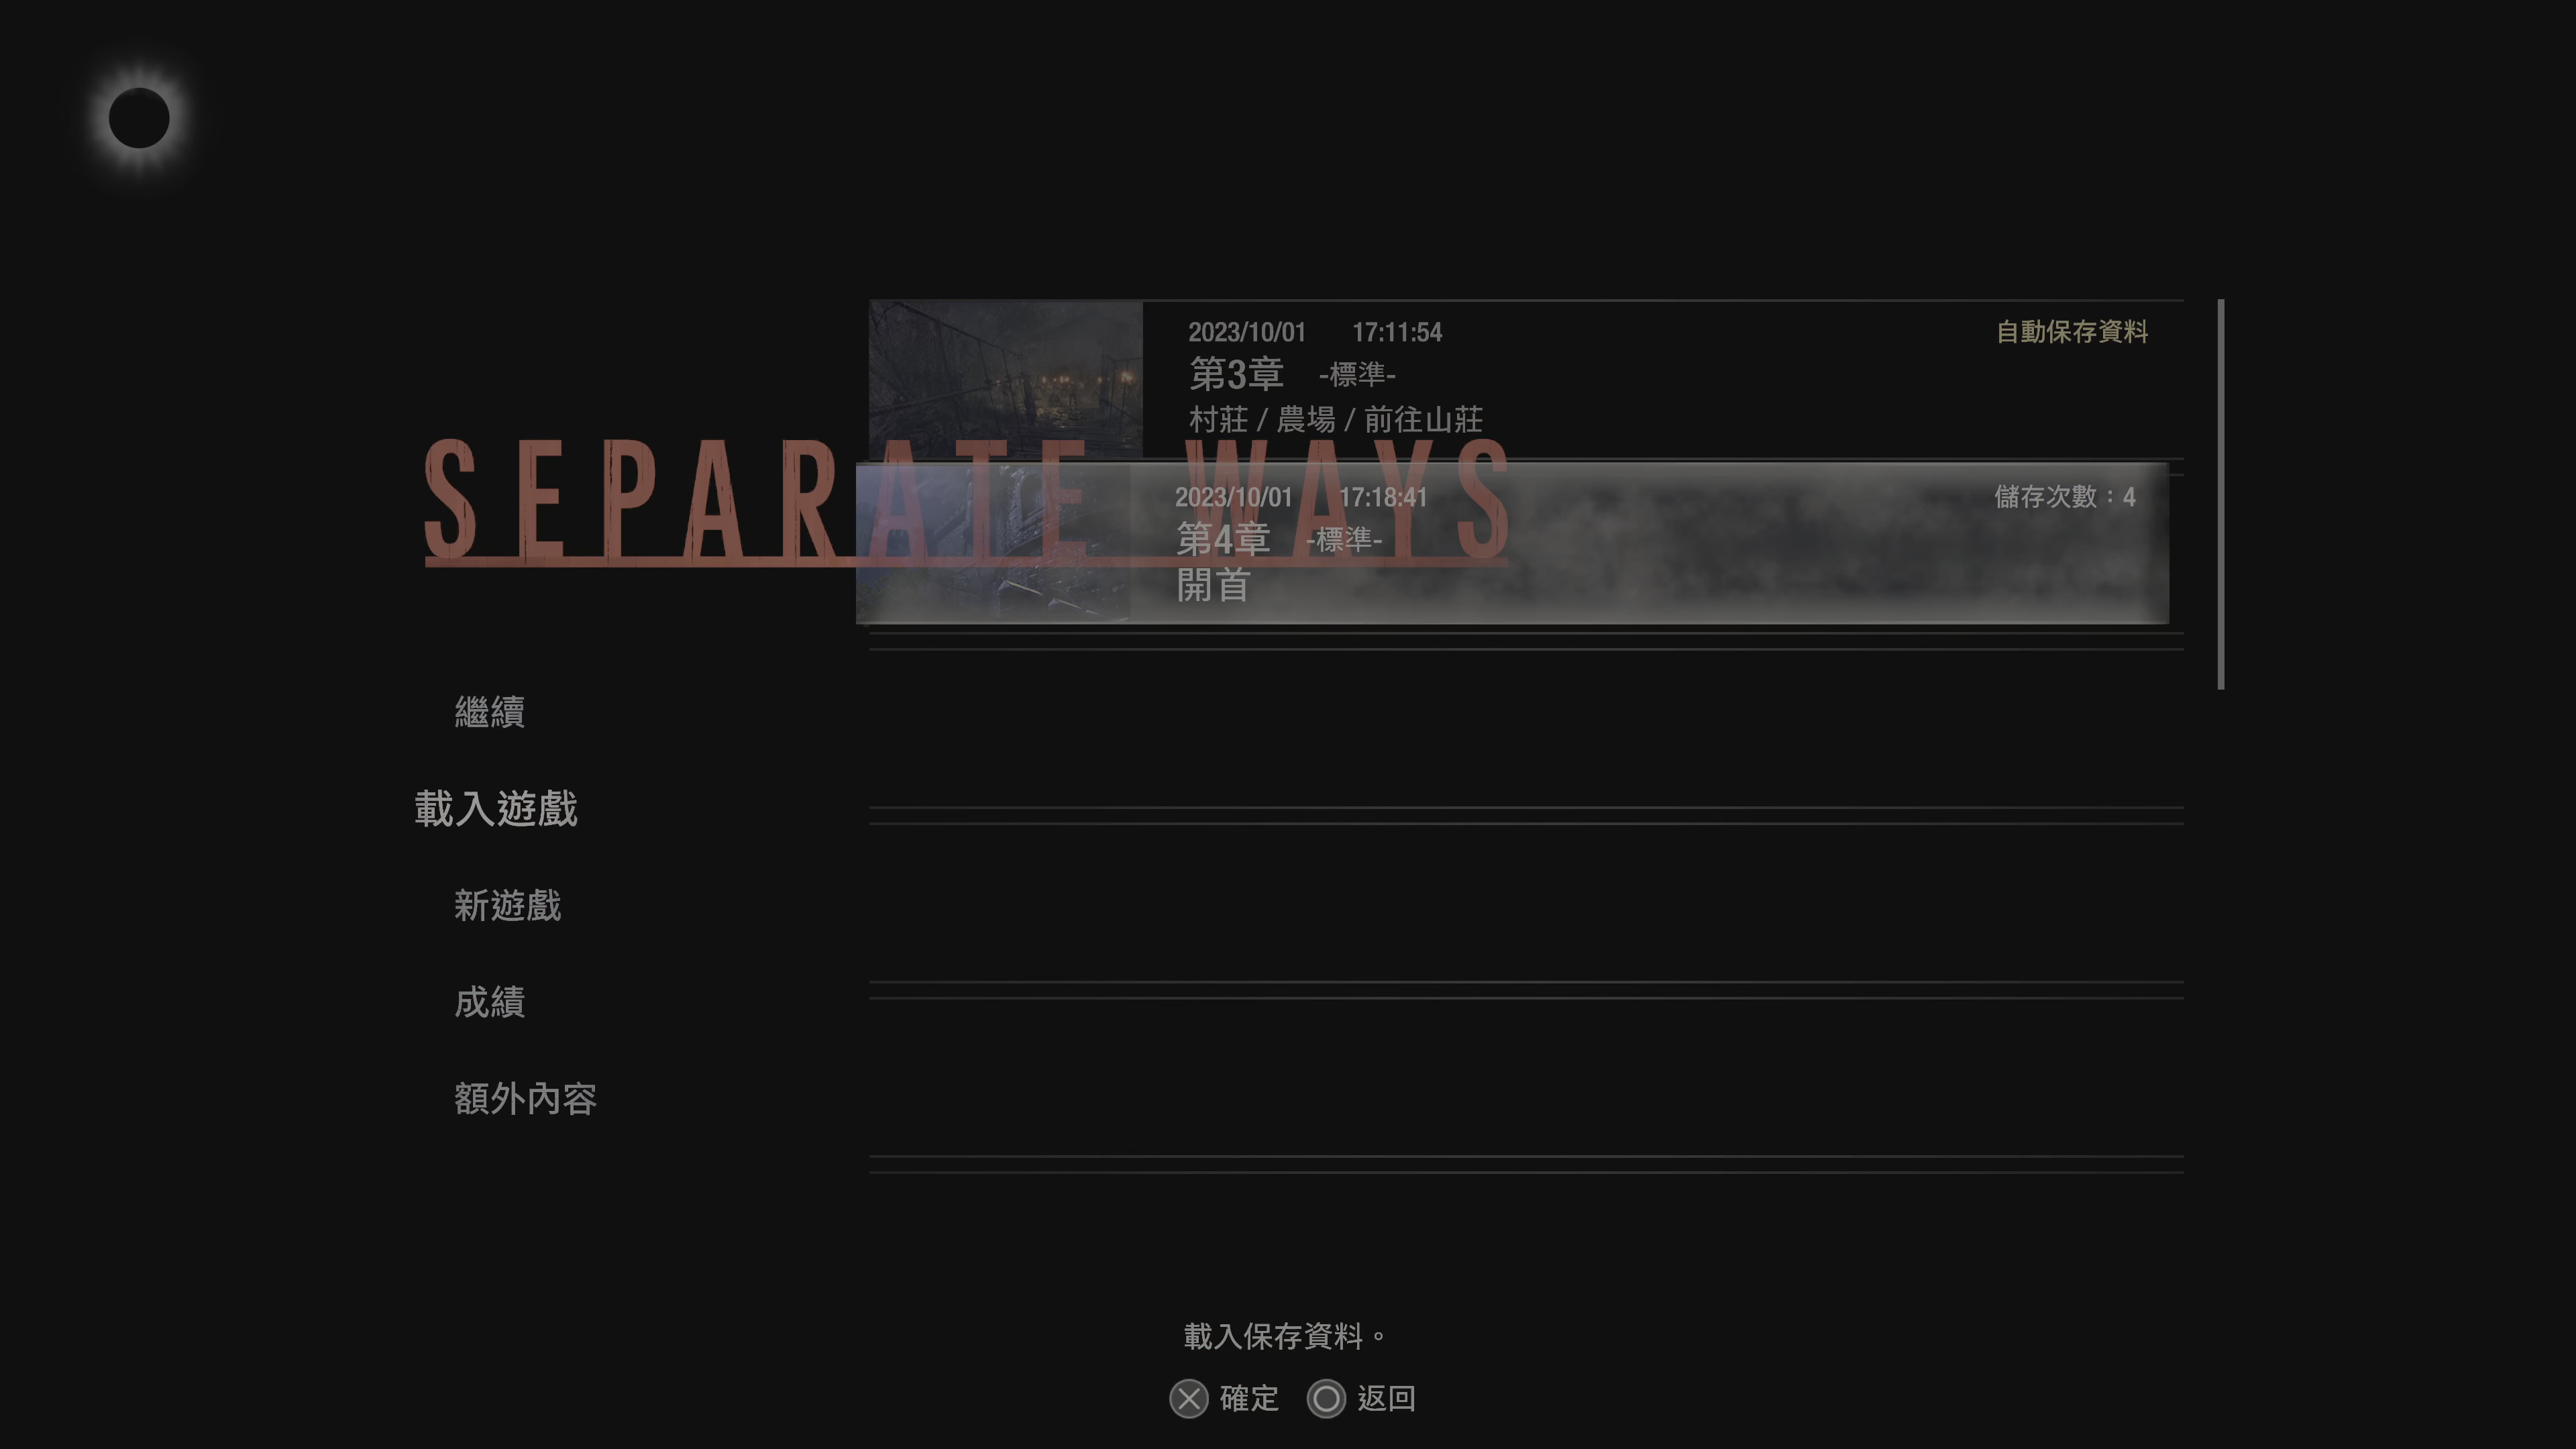 2023/10/01 17:11:54 自動保存資料
第3章 -標準-
村莊 / 農場 / 前往山莊
SEPARATE WAYS
2023/10/01 17:18:41 儲存次數：4
第4章 -標準-
開首
繼續
載入遊戲
新遊戲
成績
額外內容
載入保存資料。
確定 返回